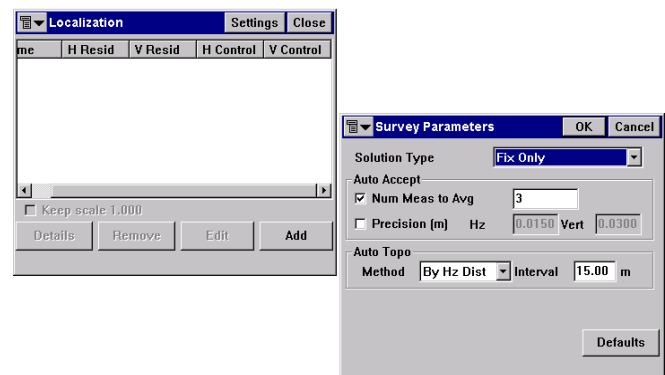 Localization Settings Close
me H Resid V Resid H Control V Control
Keep scale 1.000
Details Remove Edit Add
Survey Parameters OK Cancel
Solution Type Fix Only
Auto Accept
Num Meas to Avg 3
Precision (m) Hz 0.0150 Vert 0.0300
Auto Topo
Method By Hz Dist Interval 15.00 m
Defaults